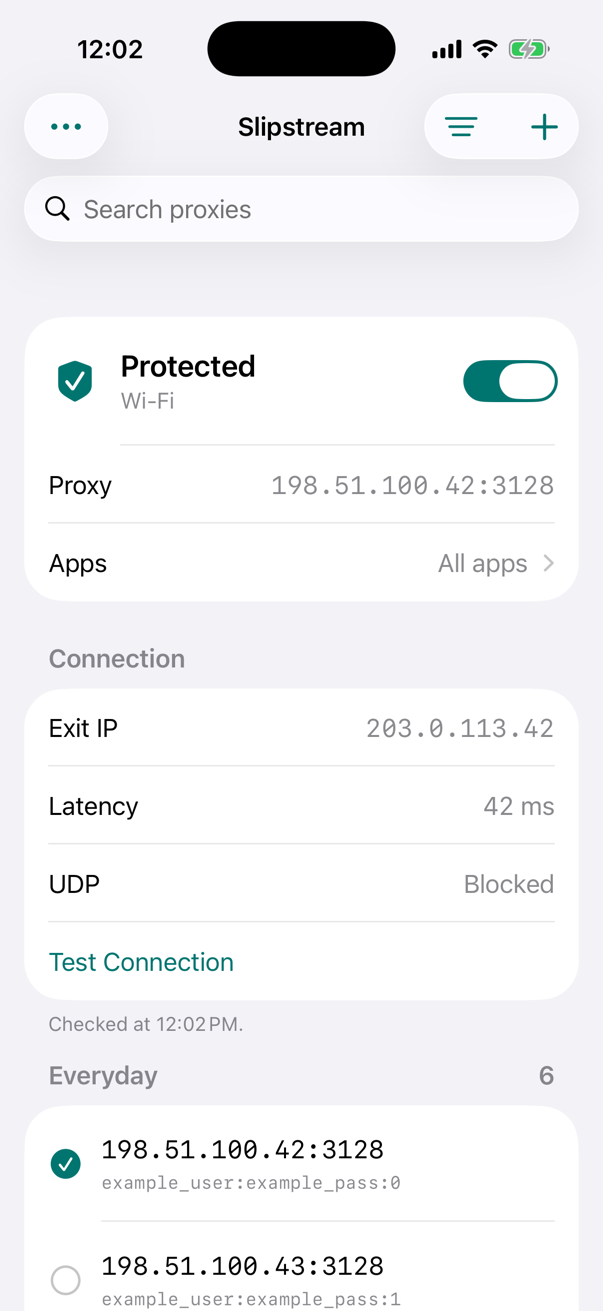 12:02
Slipstream
Search proxies
Protected
Wi-Fi
Proxy 198.51.100.42:3128
Apps All apps
Connection
Exit IP 203.0.113.42
Latency 42 ms
UDP Blocked
Test Connection
Checked at 12:02 PM.
Everyday 6
198.51.100.42:3128
example_user:example_pass:0
198.51.100.43:3128
example_user:example_pass:1